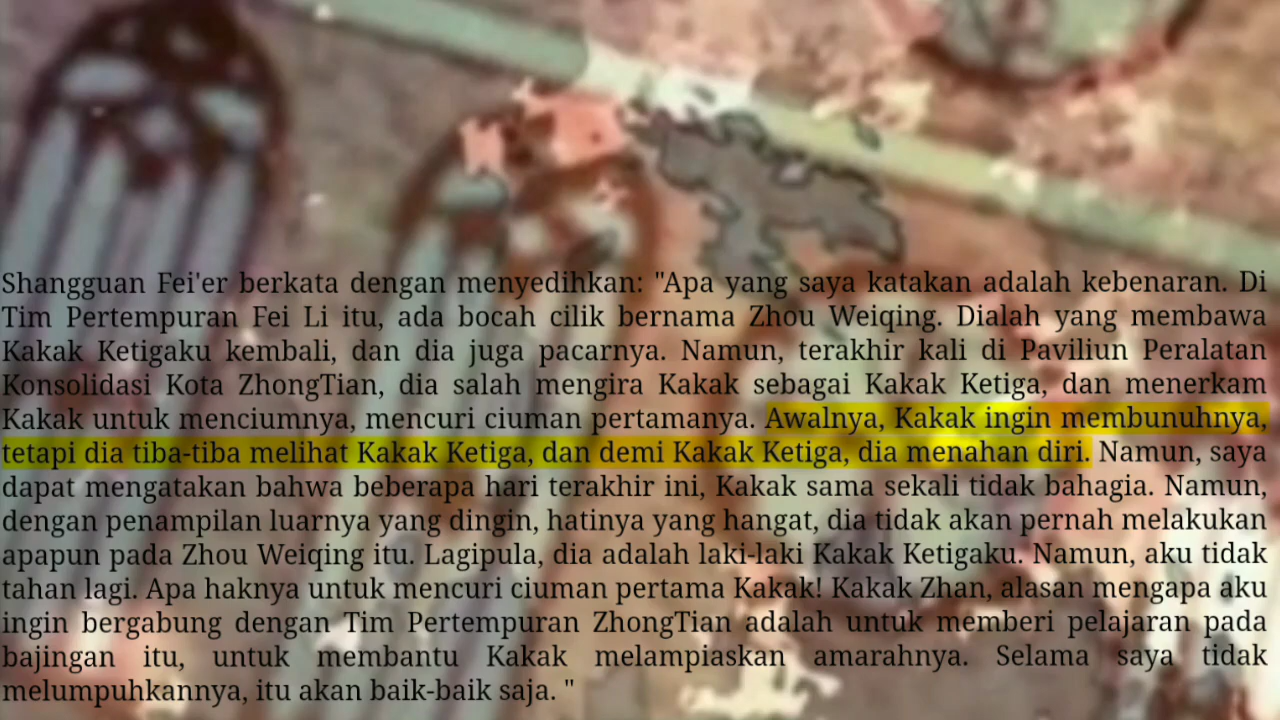 Shangguan Fei'er berkata dengan menyedihkan: "Apa yang saya katakan adalah kebenaran. Di
Tim Pertempuran Fei Li itu, ada bocah cilik bernama Zhou Weiqing. Dialah yang membawa
Kakak Ketigaku kembali, dan dia juga pacarnya. Namun, terakhir kali di Paviliun Peralatan
Konsolidasi Kota ZhongTian, dia salah mengira Kakak sebagai Kakak Ketiga, dan menerkam
Kakak untuk menciumnya, mencuri ciuman pertamanya. Awalnya, Kakak ingin membunuhnya,
tetapi dia tiba-tiba melihat Kakak Ketiga, dan demi Kakak Ketiga, dia menahan diri. Namun, saya
dapat mengatakan bahwa beberapa hari terakhir ini, Kakak sama sekali tidak bahagia. Namun,
dengan penampilan luarnya yang dingin, hatinya yang hangat, dia tidak akan pernah melakukan
apapun pada Zhou Weiqing itu. Lagipula, dia adalah laki-laki Kakak Ketigaku. Namun, aku tidak
tahan lagi. Apa haknya untuk mencuri ciuman pertama Kakak! Kakak Zhan, alasan mengapa aku
ingin bergabung dengan Tim Pertempuran ZhongTian adalah untuk memberi pelajaran pada
bajingan itu, untuk membantu Kakak melampiaskan amarahnya. Selama saya tidak
melumpuhkannya, itu akan baik-baik saja. "